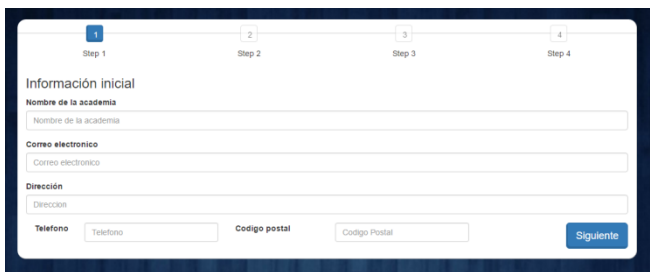 1 2 3 4
Step 1 Step 2 Step 3 Step 4
Información inicial
Nombre de la academia
Nombre de la academia
Correo electronico
Correo electronico
Dirección
Direccion
Telefono Telefono Codigo postal Codigo Postal Siguiente